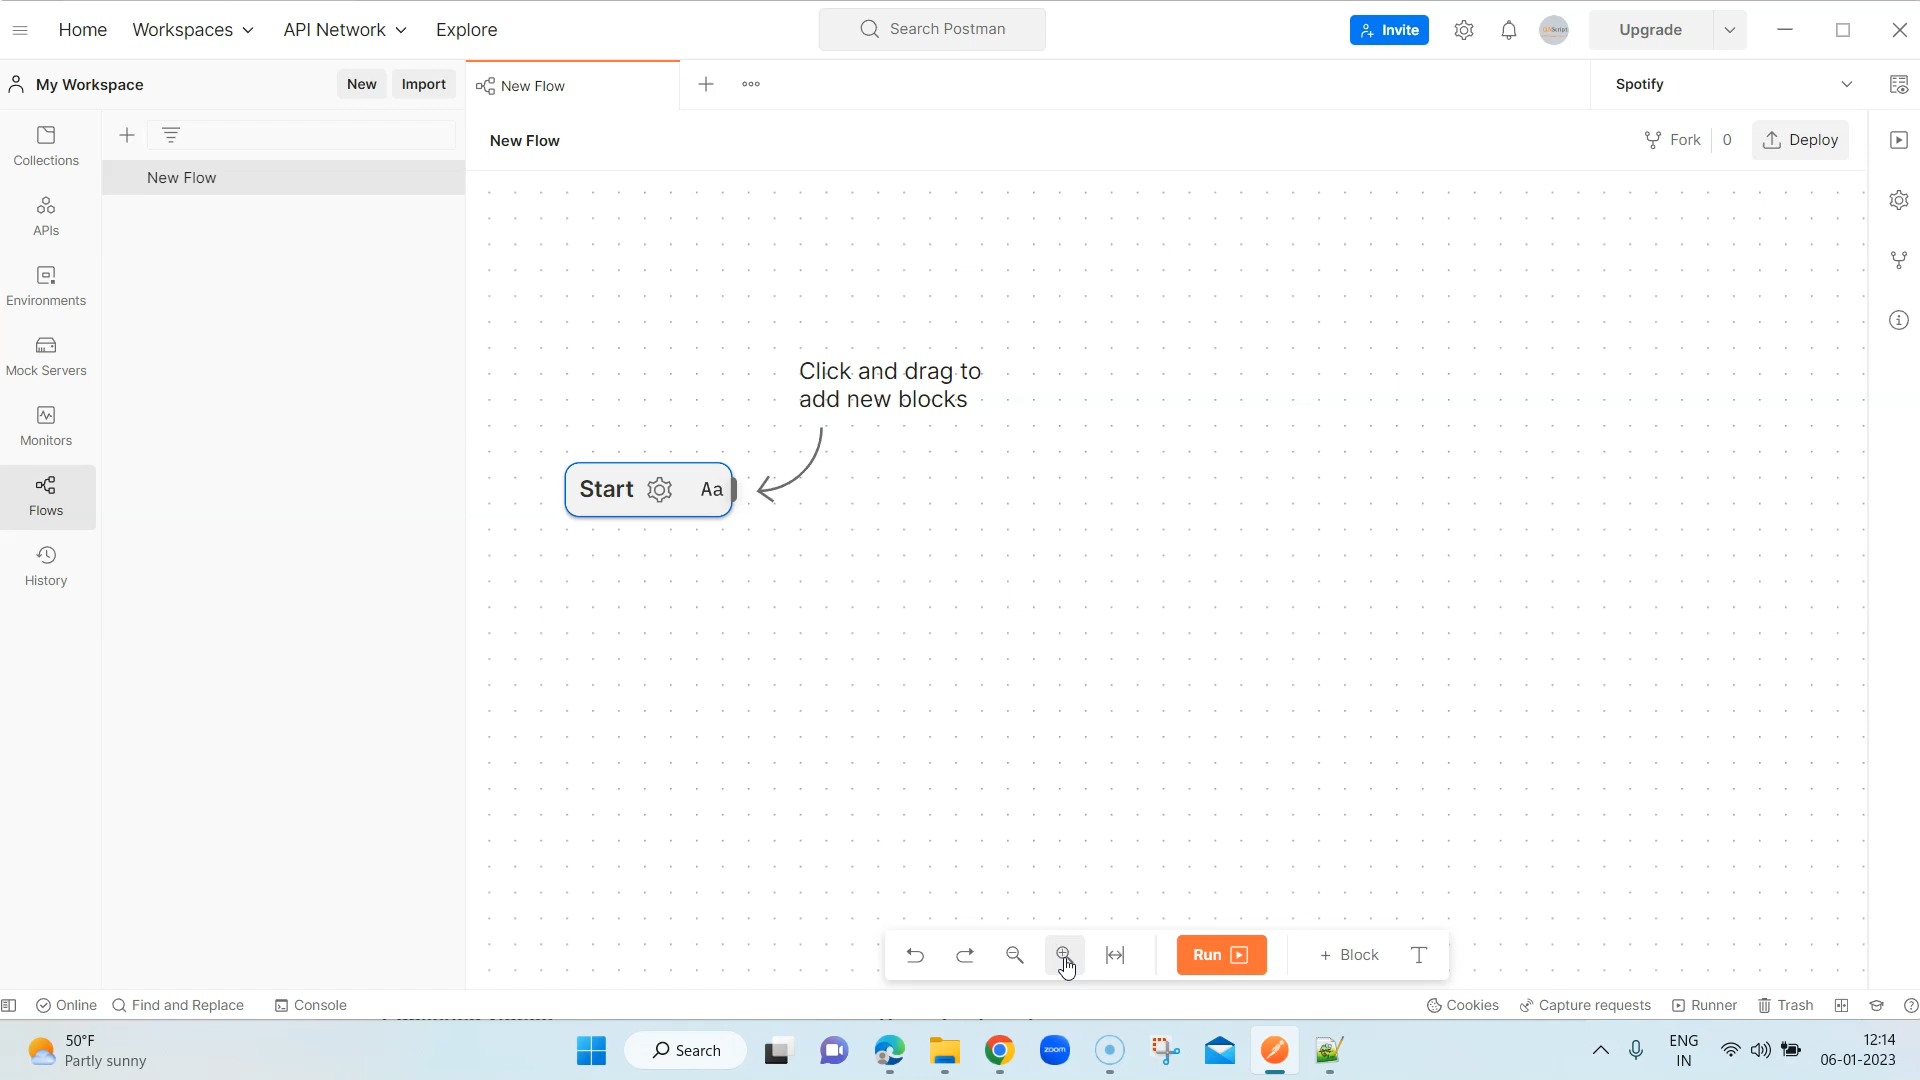 Home Workspaces API Network Explore Search Postman Invite Upgrade
My Workspace New Import New Flow Spotify
New Flow Fork 0 Deploy
Collections
New Flow
APIs
Environments
Mock Servers
Monitors
Flows
History
Click and drag to
add new blocks
Start Aa
Run + Block T
Online Find and Replace Console Cookies Capture requests Runner Trash
50°F
Partly sunny
Search
zoom
ENG
IN
12:14
06-01-2023